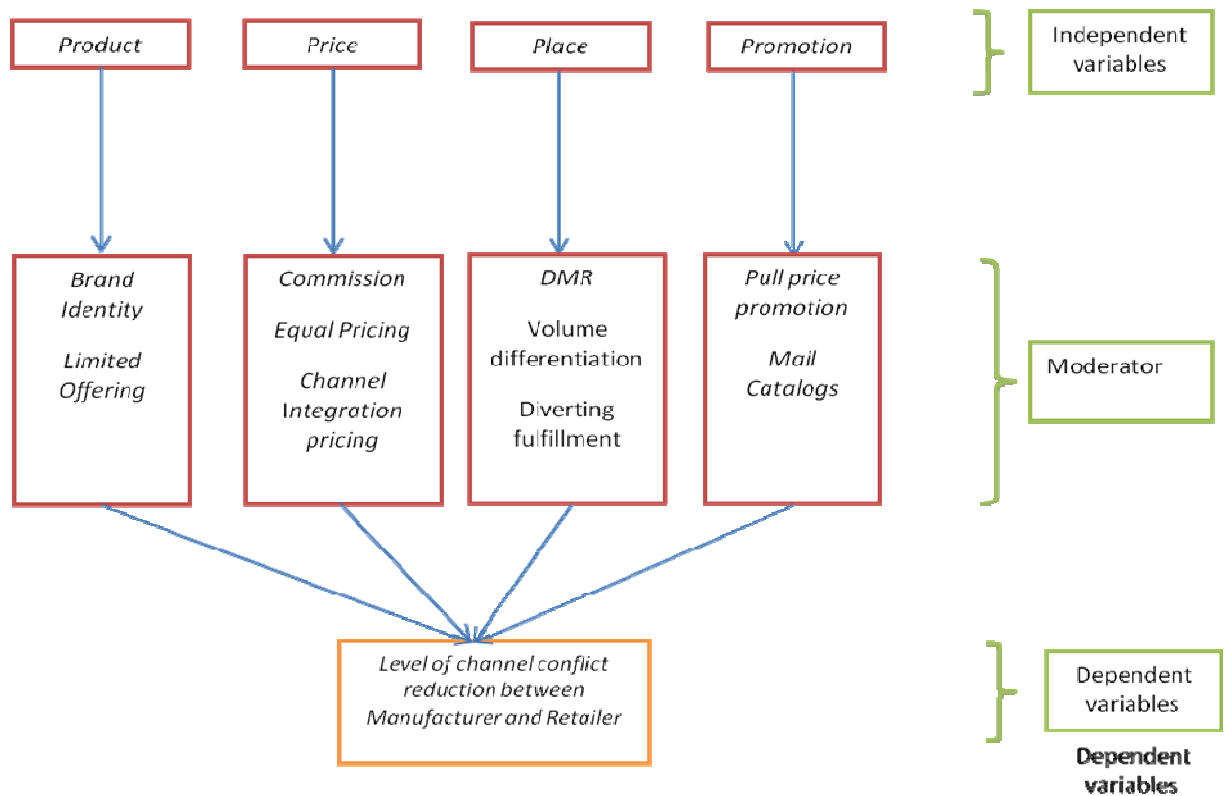 Product
Price
Place
Promotion
Independent
variables
Brand
Identity
Limited
Offering
Commission
Equal Pricing
Channel
Integration
pricing
DMR
Volume
differentiation
Diverting
fulfillment
Pull price
promotion
Mail
Catalogs
Moderator
Level of channel conflict
reduction between
Manufacturer and Retailer
Dependent
variables
Dependent
variables